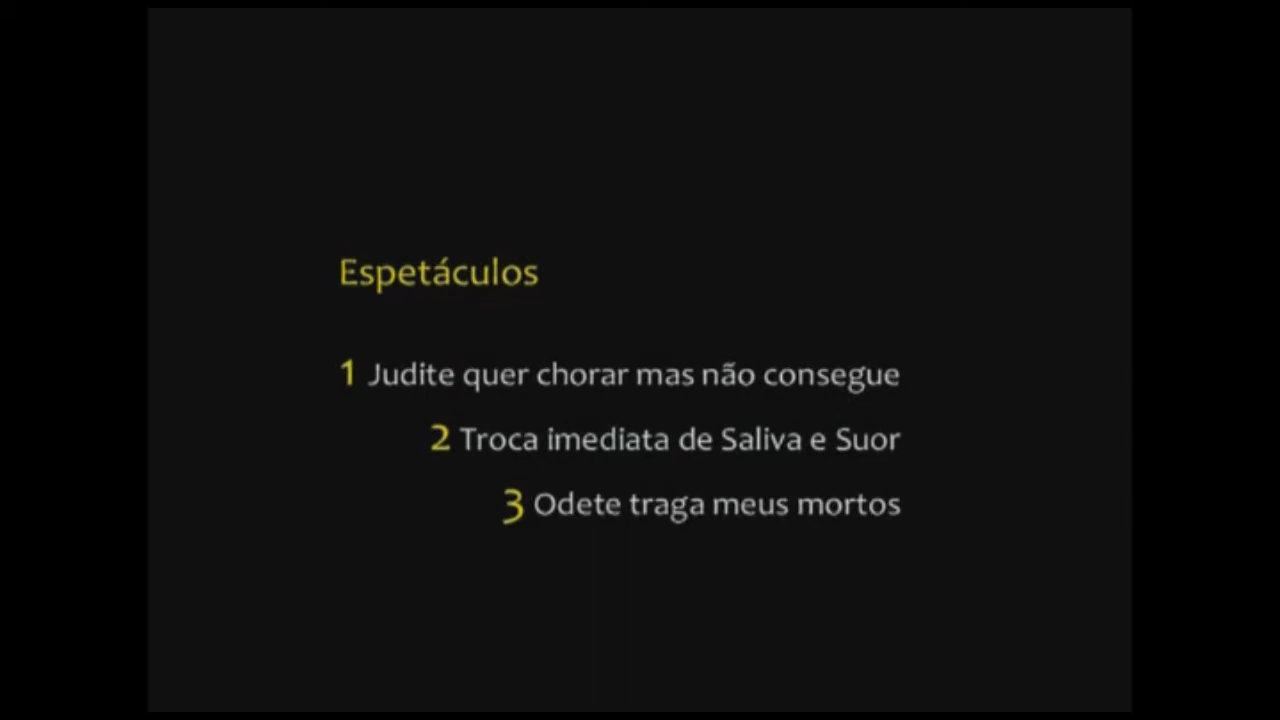 Espetáculos
1 Judite quer chorar mas não consegue
2 Troca imediata de Saliva e Suor
3 Odete traga meus mortos